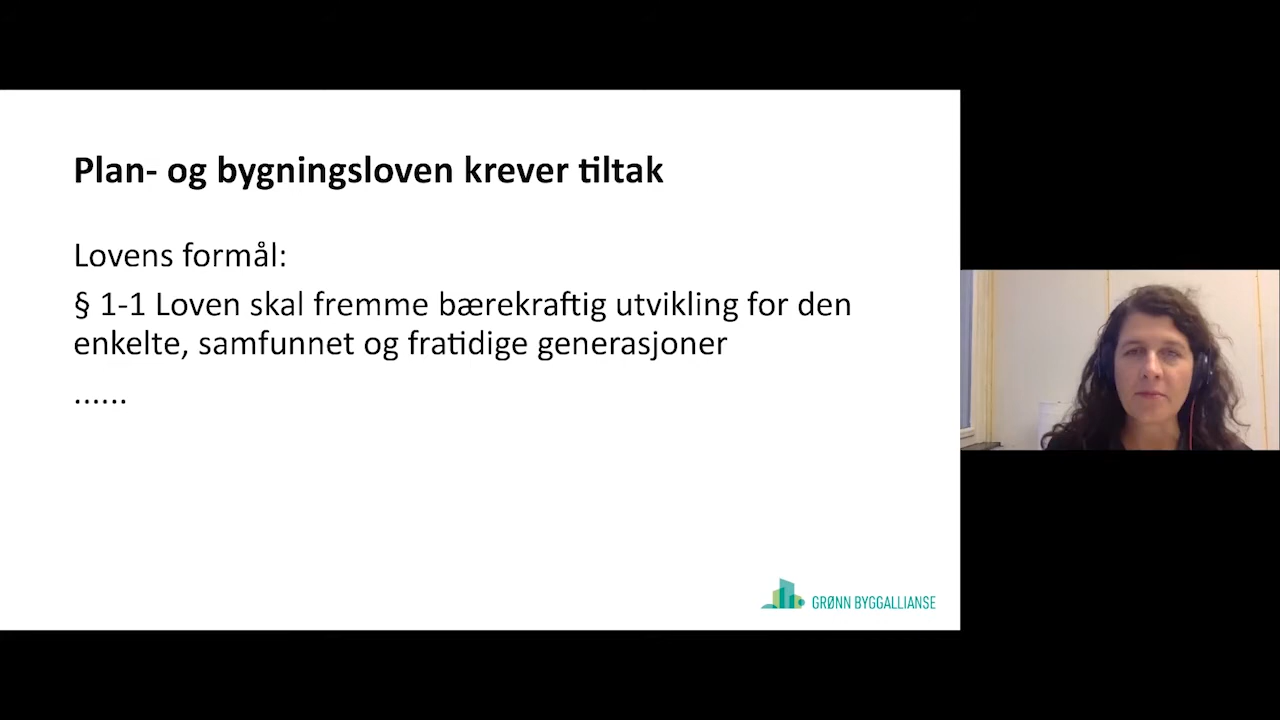 Plan- og bygningsloven krever tiltak
Lovens formål:
§ 1-1 Loven skal fremme bærekraftig utvikling for den
enkelte, samfunnet og fratidige generasjoner
......
GRØNN BYGGALLIANSE